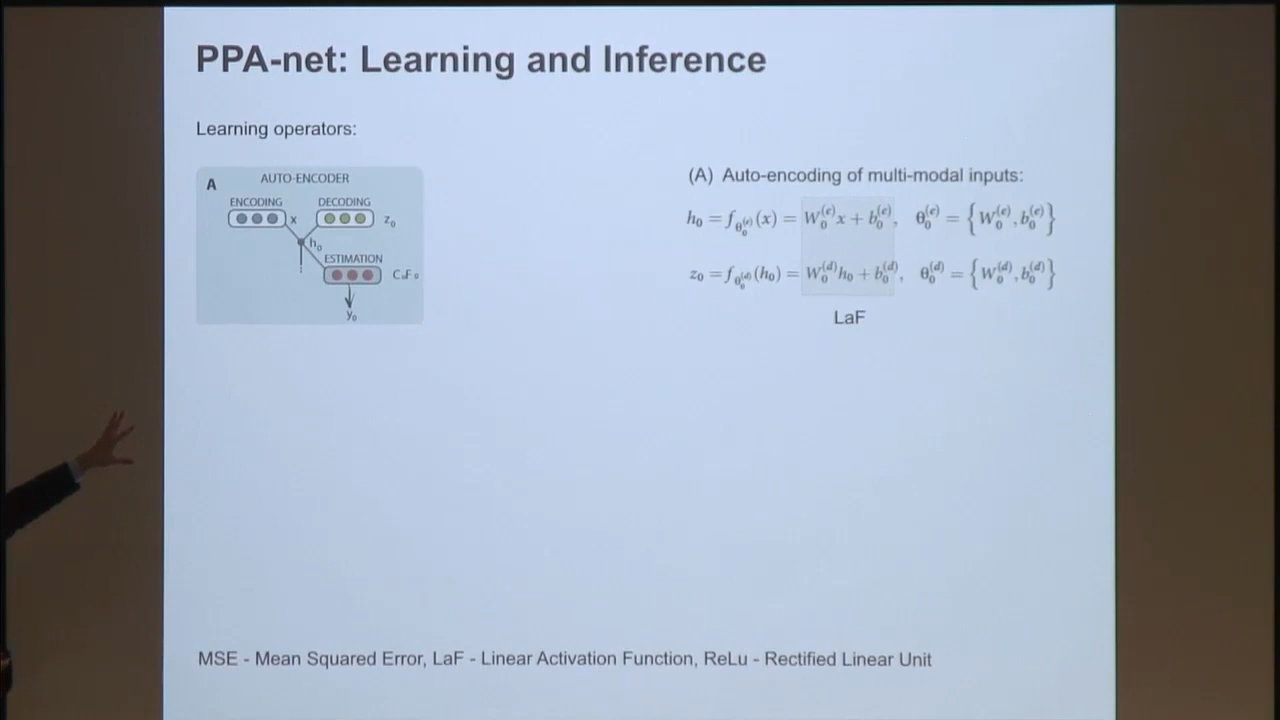 PPA-net: Learning and Inference
Learning operators:
A AUTO-ENCODER
ENCODING DECODING
x z₀
h₀
ESTIMATION
y₀
(A) Auto-encoding of multi-modal inputs:
h₀ = f_{θ₀^{(e)}}(x) = W₀^{(e)}x + b₀^{(e)}, θ₀^{(e)} = {W₀^{(e)}, b₀^{(e)}}
z₀ = f_{θ₀^{(d)}}(h₀) = W₀^{(d)}h₀ + b₀^{(d)}, θ₀^{(d)} = {W₀^{(d)}, b₀^{(d)}}
LaF
MSE - Mean Squared Error, LaF - Linear Activation Function, ReLu - Rectified Linear Unit